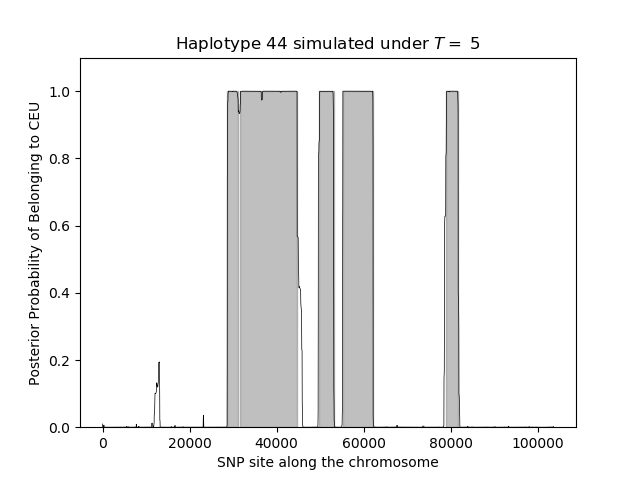 Haplotype 44 simulated under T = 5
Posterior Probability of Belonging to CEU
1.0
0.8
0.6
0.4
0.2
0.0
0 20000 40000 60000 80000 100000
SNP site along the chromosome